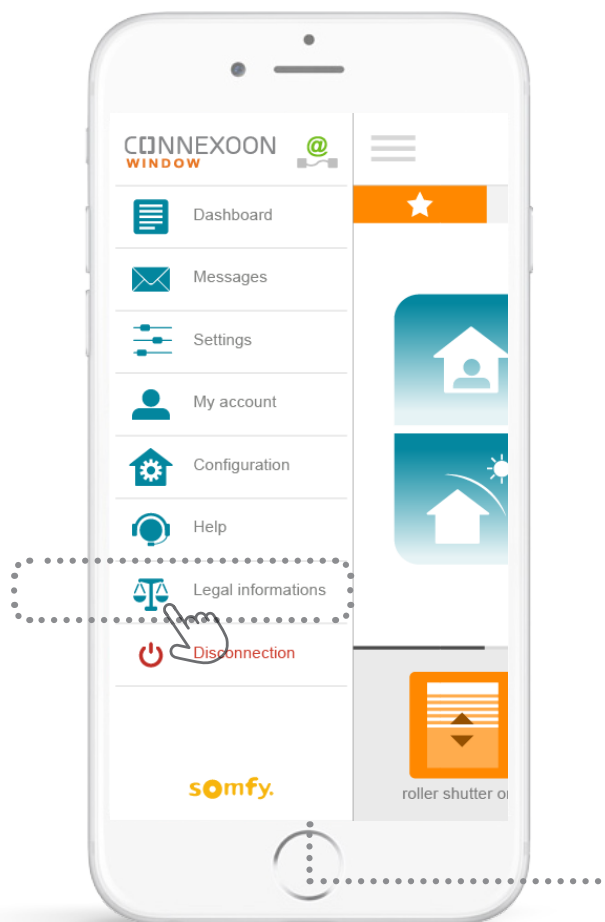 CONNEXOON
WINDOW
@
Dashboard
Messages
Settings
My account
Configuration
Help
Legal informations
Disconnection
somfy.
roller shutter o